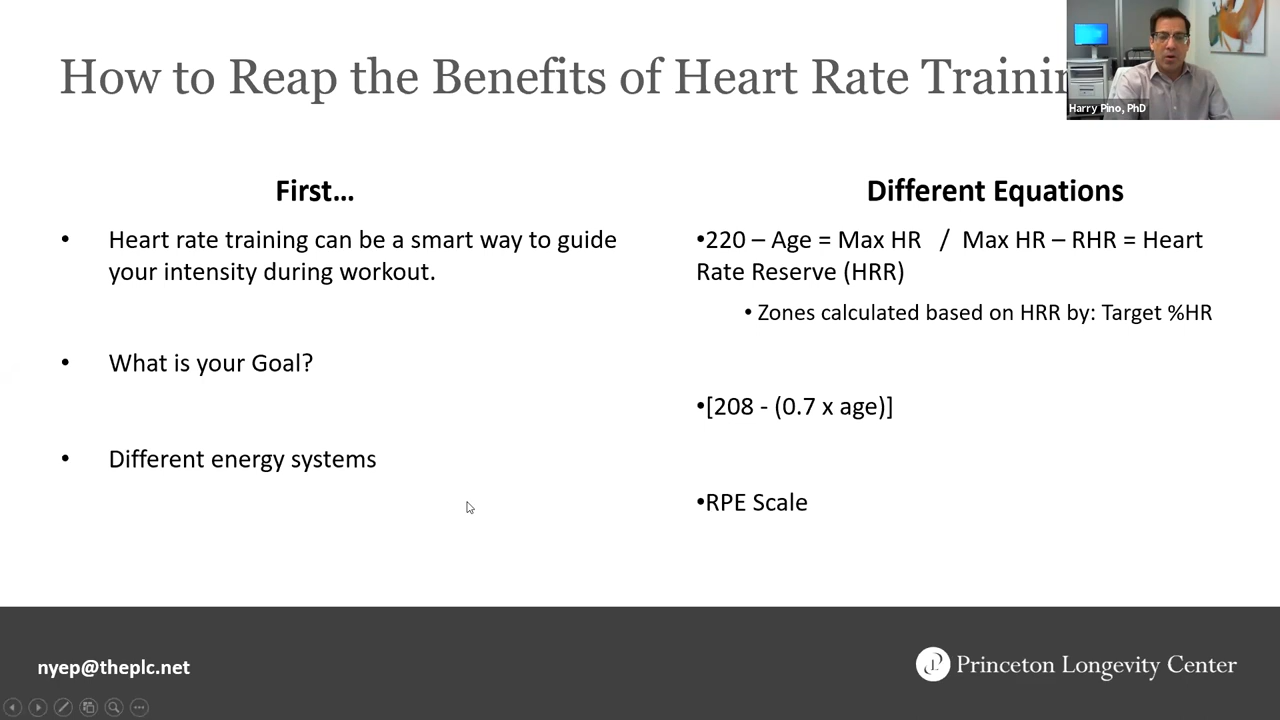 How to Reap the Benefits of Heart Rate
Harry Pino, PhD
First...
• Heart rate training can be a smart way to guide
your intensity during workout.
• What is your Goal?
• Different energy systems
Different Equations
•220 – Age = Max HR / Max HR – RHR = Heart
Rate Reserve (HRR)
• Zones calculated based on HRR by: Target %HR
•[208 - (0.7 x age)]
•RPE Scale
nyep@theplc.net
Princeton Longevity Center